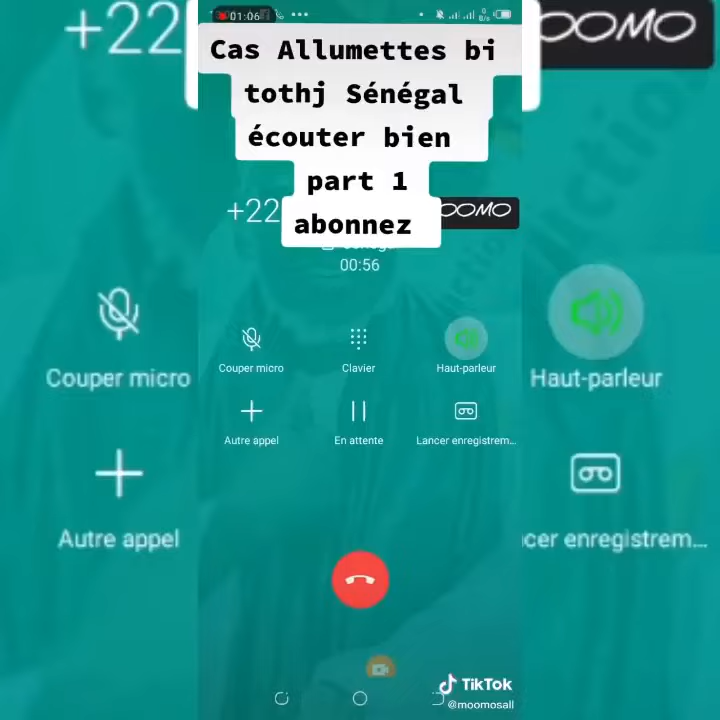 +22
OOMO
01:06
Cas Allumettes bi
tothj Sénégal
écouter bien
part 1
abonnez
+22
OOMO
00:56
Couper micro
Clavier
Haut-parleur
Autre appel
En attente
Lancer enregistrem...
Couper micro
Haut-parleur
Autre appel
cer enregistrem...
TikTok
@moomosall